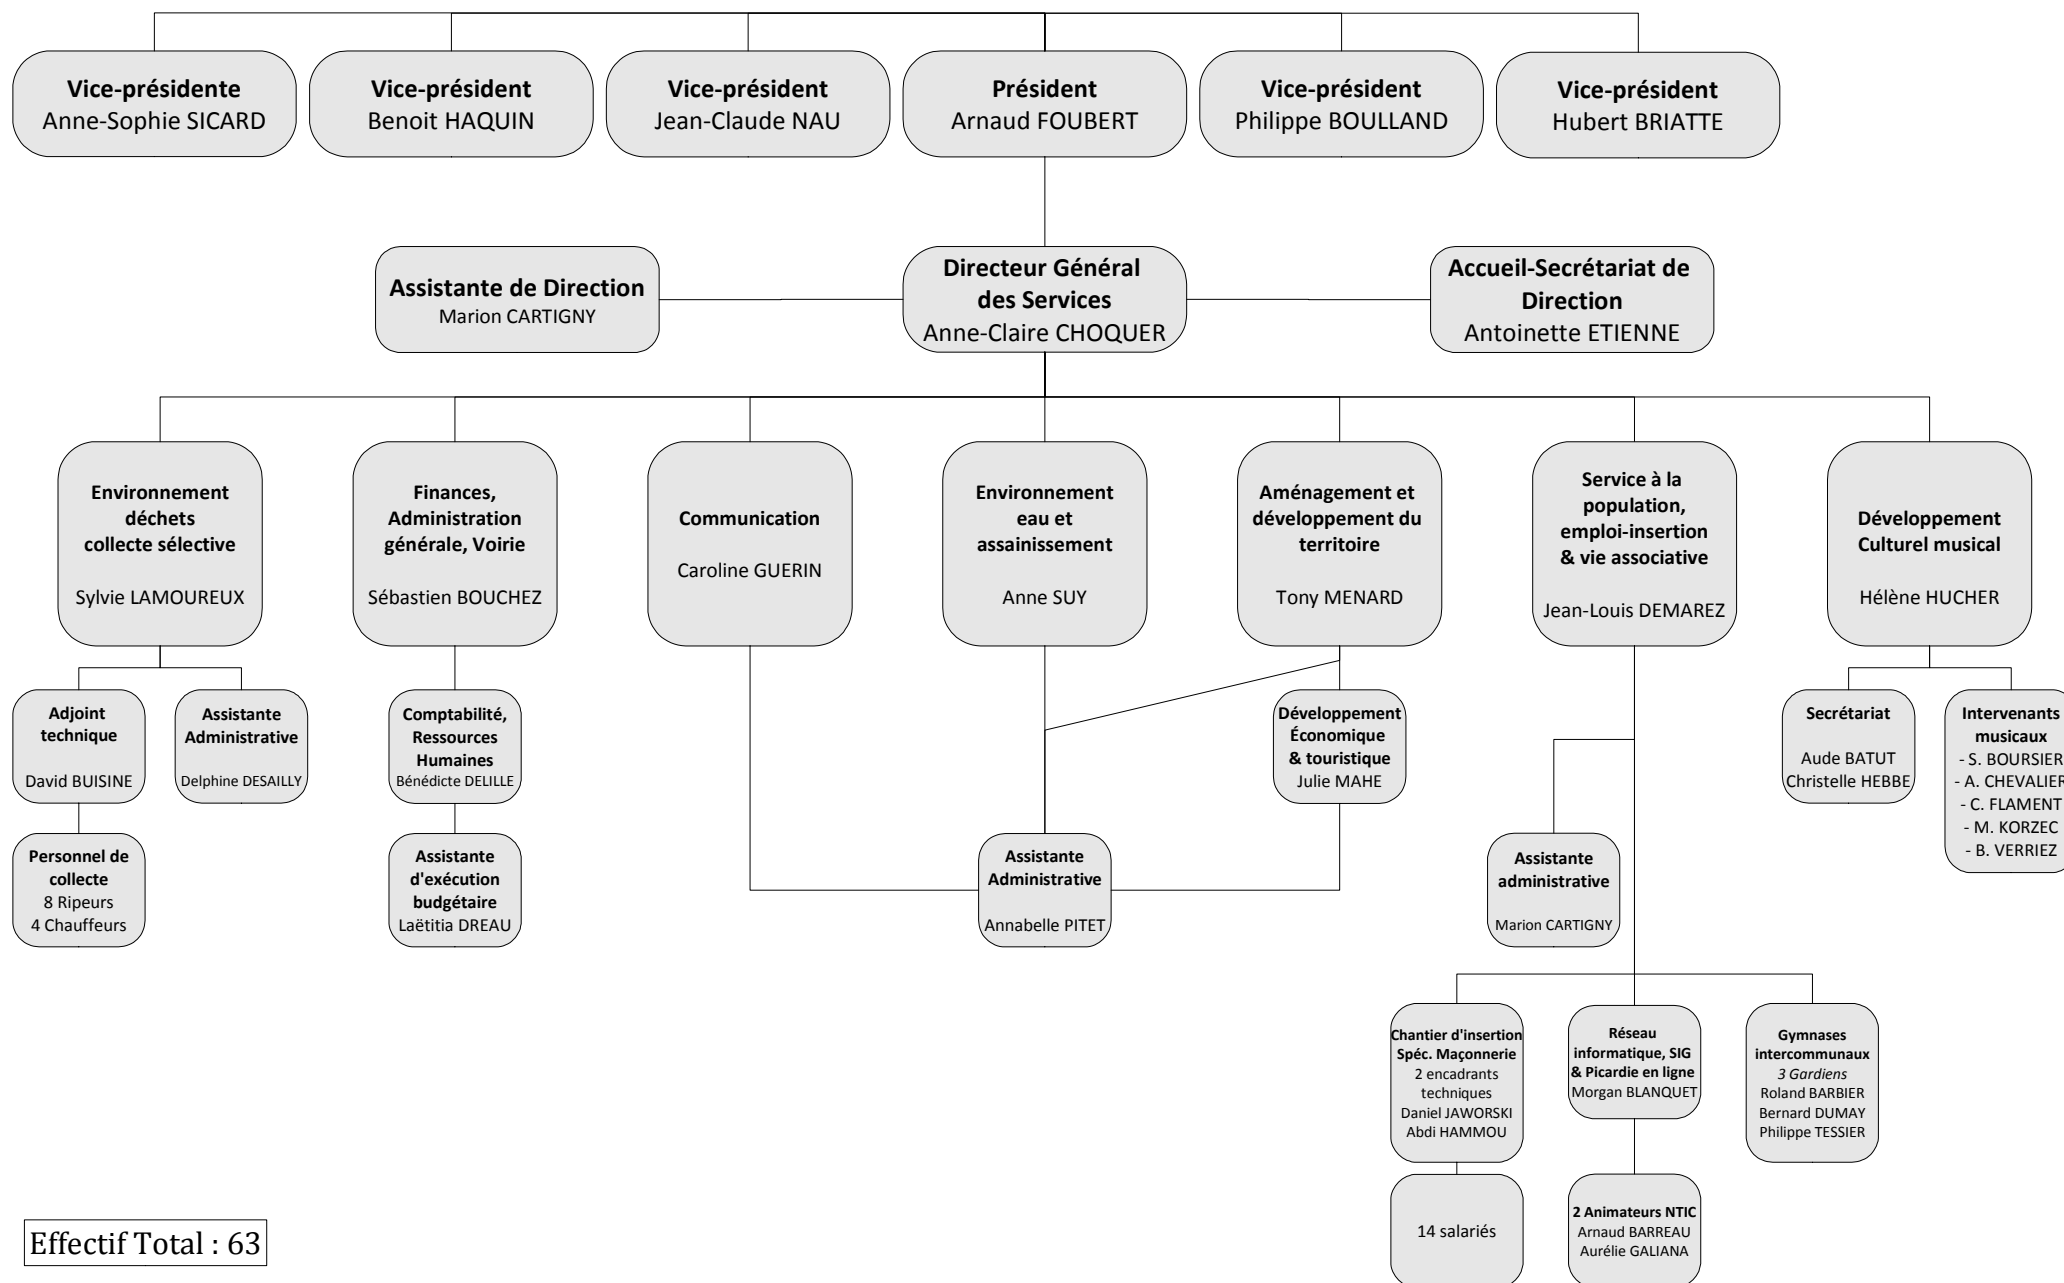 Vice-présidente
Anne-Sophie SICARD
Vice-président
Benoit HAQUIN
Vice-président
Jean-Claude NAU
Président
Arnaud FOUBERT
Vice-président
Philippe BOULLAND
Vice-président
Hubert BRIATTE
Assistante de Direction
Marion CARTIGNY
Directeur Général
des Services
Anne-Claire CHOQUER
Accueil-Secrétariat de
Direction
Antoinette ETIENNE
Environnement
déchets
collecte sélective
Sylvie LAMOUREUX
Finances,
Administration
générale, Voirie
Sébastien BOUCHEZ
Communication
Caroline GUERIN
Environnement
eau et
assainissement
Anne SUY
Aménagement et
développement du
territoire
Tony MENARD
Service à la
population,
emploi-insertion
& vie associative
Jean-Louis DEMAREZ
Développement
Culturel musical
Hélène HUCHER
Adjoint
technique
David BUISINE
Assistante
Administrative
Delphine DESAILLY
Comptabilité,
Ressources
Humaines
Bénédicte DELILLE
Développement
Économique
& touristique
Julie MAHE
Secrétariat
Aude BATUT
Christelle HEBBE
Intervenants
musicaux
- S. BOURSIER
- A. CHEVALIER
- C. FLAMENT
- M. KORZEC
- B. VERRIEZ
Personnel de
collecte
8 Ripeurs
4 Chauffeurs
Assistante
d'exécution
budgétaire
Laëtitia DREAU
Assistante
Administrative
Annabelle PITET
Assistante
administrative
Marion CARTIGNY
Chantier d'insertion
Spéc. Maçonnerie
2 encadrants
techniques
Daniel JAWORSKI
Abdi HAMMOU
Réseau
informatique, SIG
& Picardie en ligne
Morgan BLANQUET
Gymnases
intercommunaux
3 Gardiens
Roland BARBIER
Bernard DUMAY
Philippe TESSIER
14 salariés
2 Animateurs NTIC
Arnaud BARREAU
Aurélie GALIANA
Effectif Total : 63